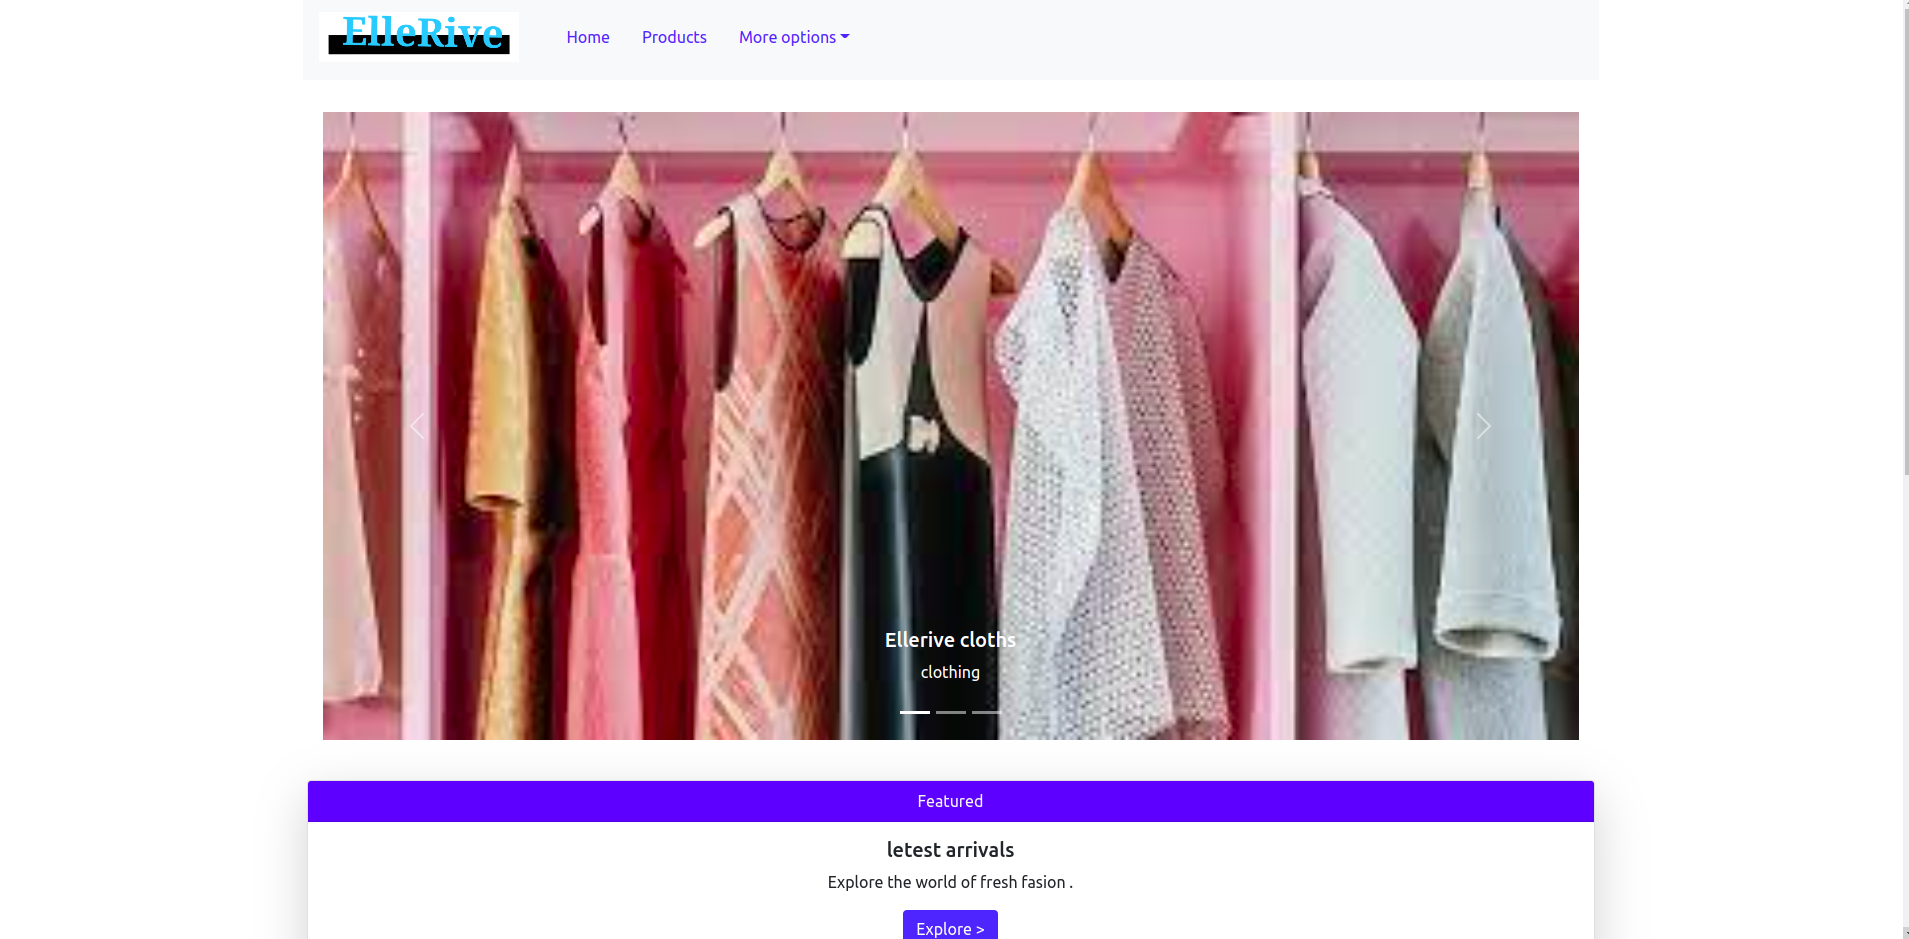 ElleRive
Home Products More options
Ellerive cloths
clothing
Featured
letest arrivals
Explore the world of fresh fasion .
Explore >